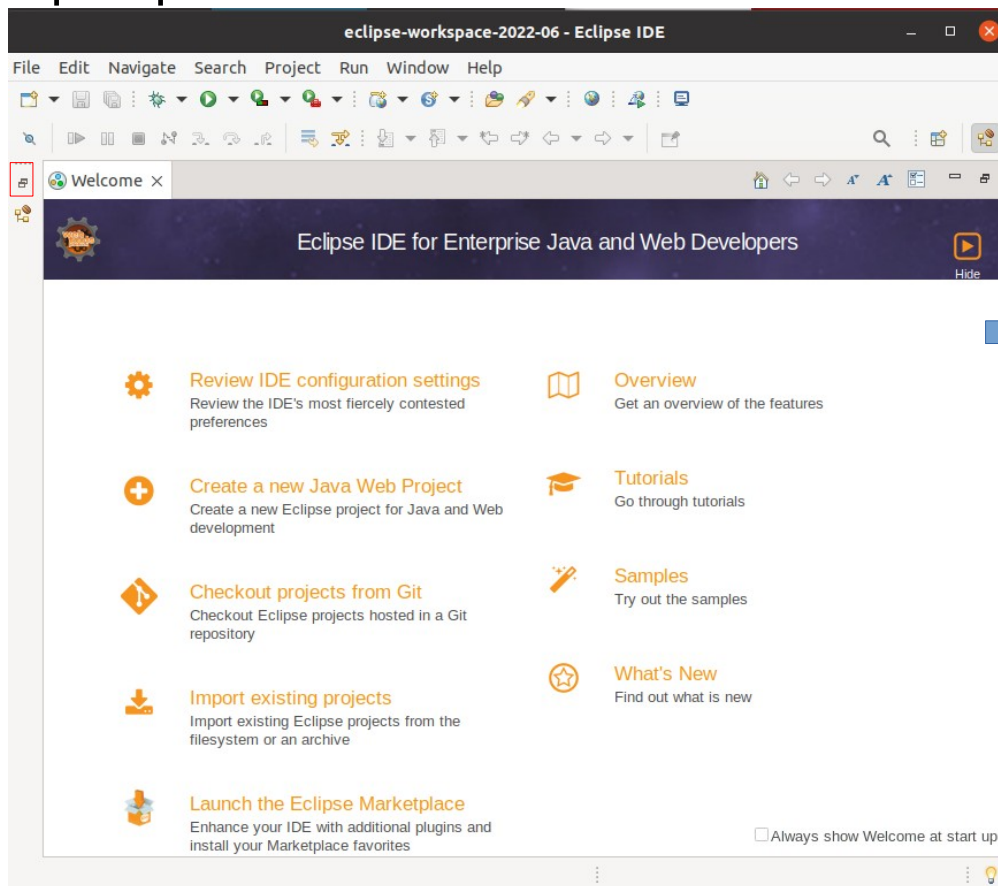 eclipse-workspace-2022-06 - Eclipse IDE
File Edit Navigate Search Project Run Window Help
Welcome
Eclipse IDE for Enterprise Java and Web Developers
Hide
Review IDE configuration settings
Review the IDE's most fiercely contested
preferences
Create a new Java Web Project
Create a new Eclipse project for Java and Web
development
Checkout projects from Git
Checkout Eclipse projects hosted in a Git
repository
Import existing projects
Import existing Eclipse projects from the
filesystem or an archive
Launch the Eclipse Marketplace
Enhance your IDE with additional plugins and
install your Marketplace favorites
Overview
Get an overview of the features
Tutorials
Go through tutorials
Samples
Try out the samples
What's New
Find out what is new
Always show Welcome at start up